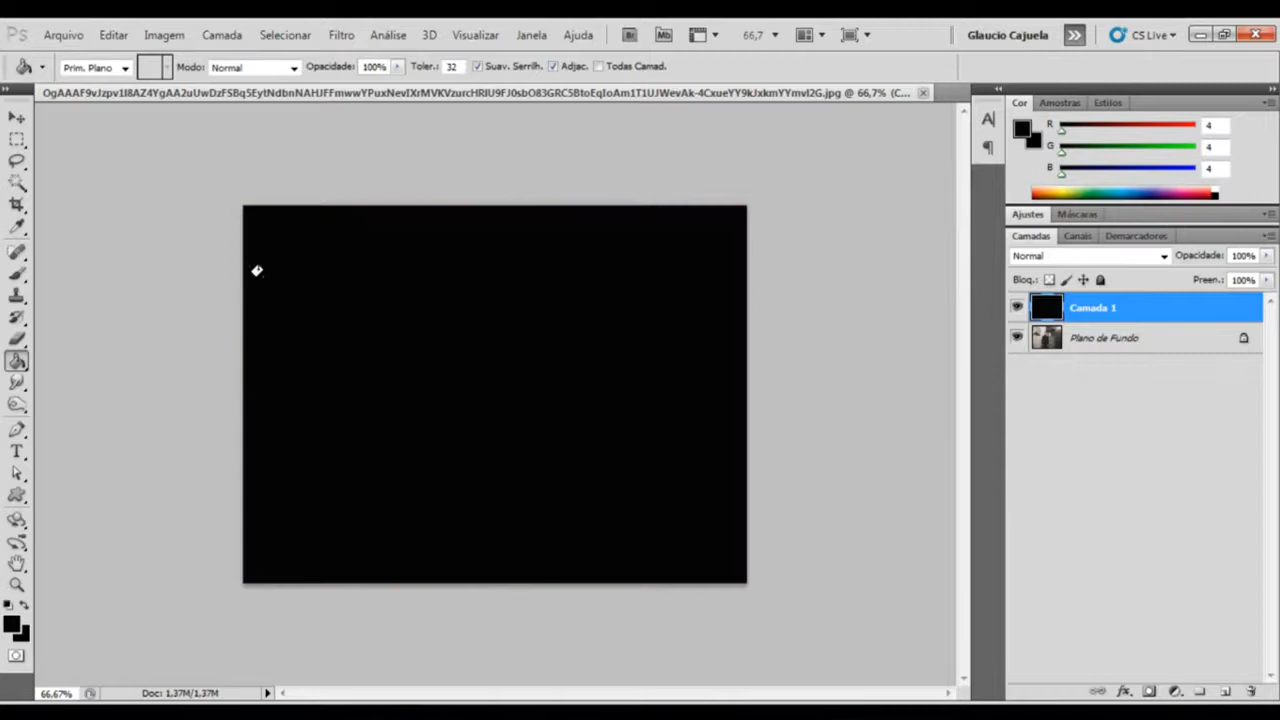 Ps Arquivo Editar Imagem Camada Selecionar Filtro Análise 3D Visualizar Janela Ajuda Br Mb 66,7 Glaucio Cajuela CS Live
Prim. Plano Modo: Normal Opacidade: 100% Toler.: 32 Suav. Serrilh. Adjac. Todas Camad.
@ 66,7% (C...
Cor Amostras Estilos
R 4
G 4
B 4
Ajustes Máscaras
Camadas Canais Demarcadores
Normal Opacidade: 100%
Bloq.: Preen.: 100%
Camada 1
Plano de Fundo
66,67% Doc: 1,37M/1,37M